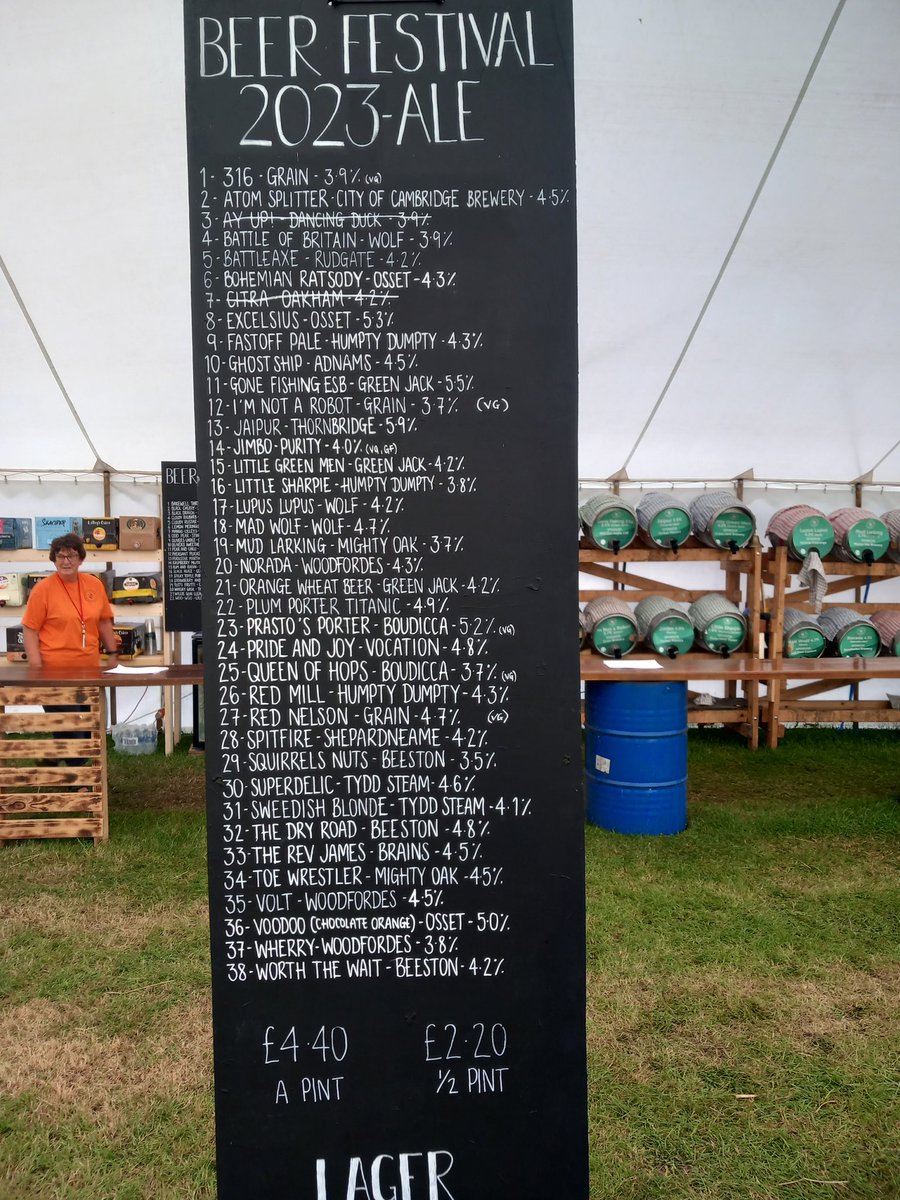 BEER FESTIVAL
2023-ALE
1- 316 - GRAIN - 3.9% (VG)
2- ATOM SPLITTER-CITY OF CAMBRIDGE BREWERY - 4.5%
3- AY UP! - DANCING DUCK - 3.9%
4- BATTLE OF BRITAIN - WOLF - 3.9%
5- BATTLEAXE - RUDGATE - 4.2%
6- BOHEMIAN RATSODY - OSSET - 4.3%
7- CITRA - OAKHAM - 4.2%
8- EXCELSIUS - OSSET - 5.3%
9- FASTOFF PALE - HUMPTY DUMPTY - 4.3%
10- GHOST SHIP - ADNAMS - 4.5%
11- GONE FISHING ESB - GREEN JACK - 5.5%
12- I'M NOT A ROBOT - GRAIN - 3.7% (VG)
13- JAIPUR - THORNBRIDGE - 5.9%
14- JIMBO - PURITY - 4.0% (VG, GF)
15- LITTLE GREEN MEN - GREEN JACK - 4.2%
16- LITTLE SHARPIE - HUMPTY DUMPTY - 3.8%
17- LUPUS LUPUS - WOLF - 4.2%
18- MAD WOLF - WOLF - 4.7%
19- MUD LARKING - MIGHTY OAK - 3.7%
20- NORADA - WOODFORDES - 4.3%
21- ORANGE WHEAT BEER - GREEN JACK - 4.2%
22- PLUM PORTER TITANIC - 4.9%
23- PRASTO'S PORTER - BOUDICCA - 5.2% (VG)
24- PRIDE AND JOY - VOCATION - 4.8%
25- QUEEN OF HOPS - BOUDICCA - 3.7% (VG)
26- RED MILL - HUMPTY DUMPTY - 4.3%
27- RED NELSON - GRAIN - 4.7% (VG)
28- SPITFIRE - SHEPARDNEAME - 4.2%
29- SQUIRRELS NUTS - BEESTON - 3.5%
30- SUPERDELIC - TYDD STEAM - 4.6%
31- SWEEDISH BLONDE - TYDD STEAM - 4.1%
32- THE DRY ROAD - BEESTON - 4.8%
33- THE REV JAMES - BRAINS - 4.5%
34- TOE WRESTLER - MIGHTY OAK - 4.5%
35- VOLT - WOODFORDES - 4.5%
36- VOODOO (CHOCOLATE ORANGE) - OSSET - 5.0%
37- WHERRY - WOODFORDES - 3.8%
38- WORTH THE WAIT - BEESTON - 4.2%
£4.40 £2.20
A PINT ½ PINT
LAGER
BEER